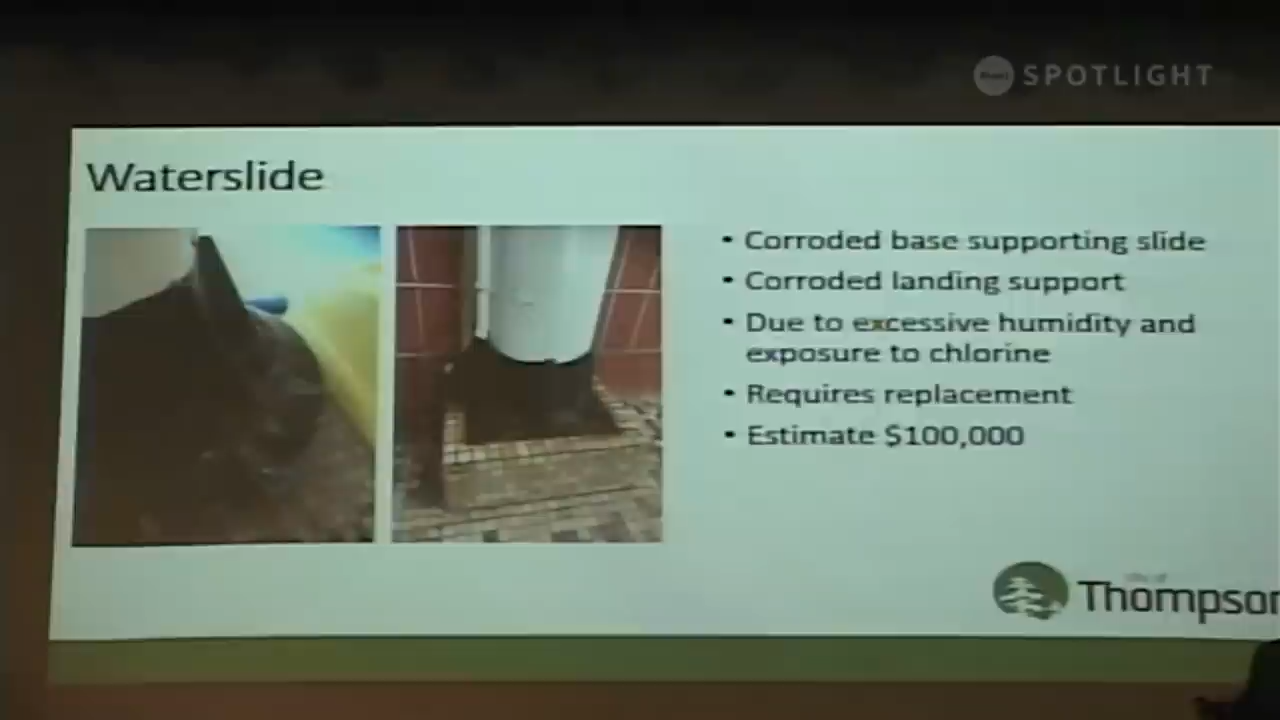 SPOTLIGHT
Waterslide
• Corroded base supporting slide
• Corroded landing support
• Due to excessive humidity and
exposure to chlorine
• Requires replacement
• Estimate $100,000
Thompson